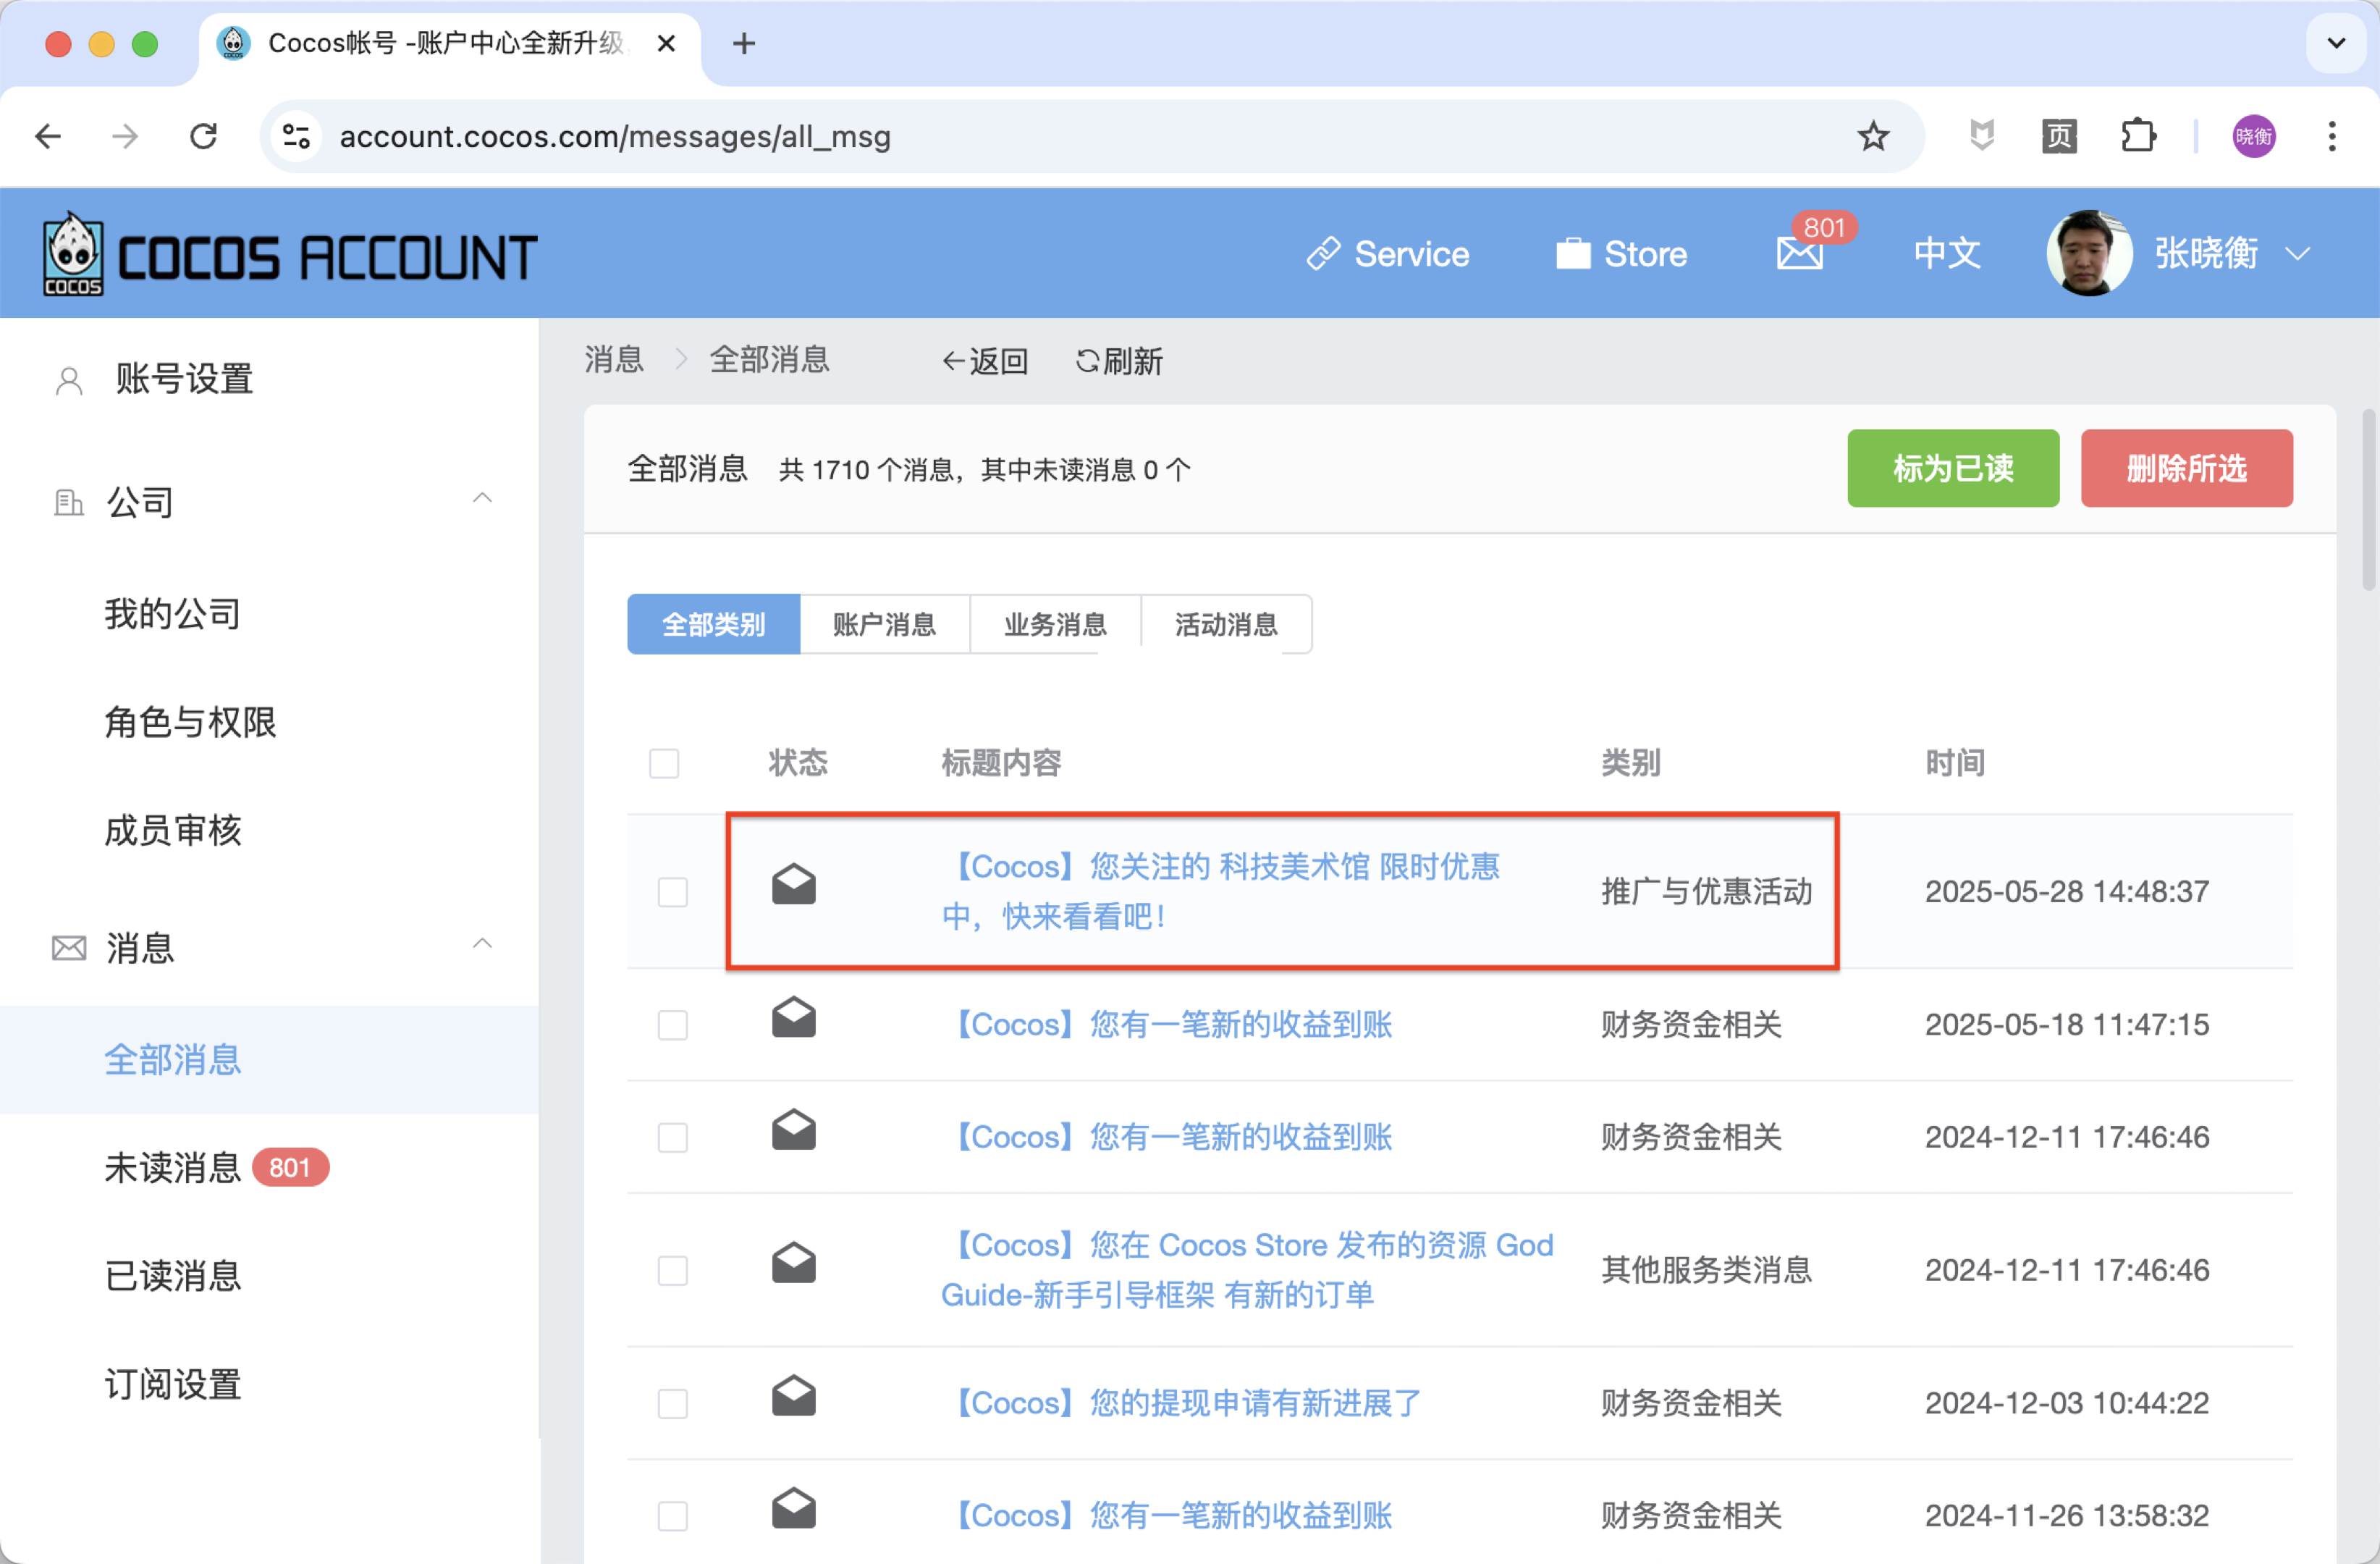 Cocos帐号 -账户中心全新升级
account.cocos.com/messages/all_msg
页
晓衡
COCOS
COCOS ACCOUNT
Service
Store
801
中文
张晓衡
账号设置
公司
我的公司
角色与权限
成员审核
消息
全部消息
未读消息 801
已读消息
订阅设置
消息 > 全部消息 ←返回 刷新
全部消息 共 1710 个消息，其中未读消息 0 个
标为已读 删除所选
全部类别 账户消息 业务消息 活动消息
状态 标题内容 类别 时间
【Cocos】您关注的 科技美术馆 限时优惠
中，快来看看吧！
推广与优惠活动 2025-05-28 14:48:37
【Cocos】您有一笔新的收益到账 财务资金相关 2025-05-18 11:47:15
【Cocos】您有一笔新的收益到账 财务资金相关 2024-12-11 17:46:46
【Cocos】您在 Cocos Store 发布的资源 God
Guide-新手引导框架 有新的订单
其他服务类消息 2024-12-11 17:46:46
【Cocos】您的提现申请有新进展了 财务资金相关 2024-12-03 10:44:22
【Cocos】您有一笔新的收益到账 财务资金相关 2024-11-26 13:58:32